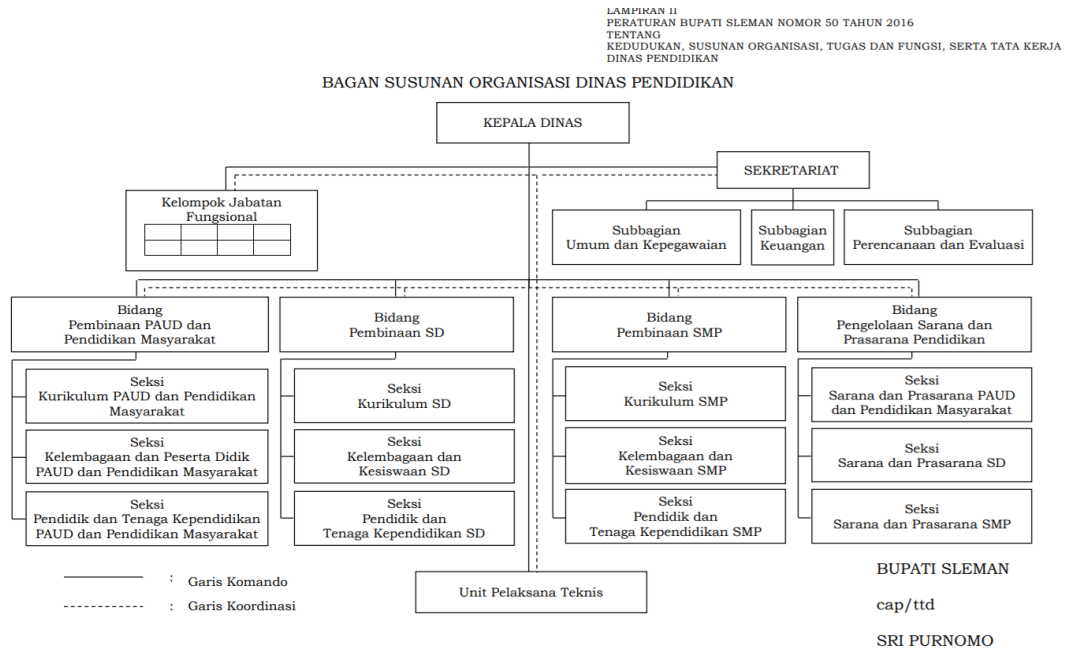 LAMPIRAN II
PERATURAN BUPATI SLEMAN NOMOR 50 TAHUN 2016
TENTANG
KEDUDUKAN, SUSUNAN ORGANISASI, TUGAS DAN FUNGSI, SERTA TATA KERJA
DINAS PENDIDIKAN
BAGAN SUSUNAN ORGANISASI DINAS PENDIDIKAN
KEPALA DINAS
SEKRETARIAT
Kelompok Jabatan
Fungsional
Subbagian
Umum dan Kepegawaian
Subbagian
Keuangan
Subbagian
Perencanaan dan Evaluasi
Bidang
Pembinaan PAUD dan
Pendidikan Masyarakat
Seksi
Kurikulum PAUD dan Pendidikan
Masyarakat
Seksi
Kelembagaan dan Peserta Didik
PAUD dan Pendidikan Masyarakat
Seksi
Pendidik dan Tenaga Kependidikan
PAUD dan Pendidikan Masyarakat
Bidang
Pembinaan SD
Seksi
Kurikulum SD
Seksi
Kelembagaan dan
Kesiswaan SD
Seksi
Pendidik dan
Tenaga Kependidikan SD
Bidang
Pembinaan SMP
Seksi
Kurikulum SMP
Seksi
Kelembagaan dan
Kesiswaan SMP
Seksi
Pendidik dan
Tenaga Kependidikan SMP
Bidang
Pengelolaan Sarana dan
Prasarana Pendidikan
Seksi
Sarana dan Prasarana PAUD
dan Pendidikan Masyarakat
Seksi
Sarana dan Prasarana SD
Seksi
Sarana dan Prasarana SMP
Unit Pelaksana Teknis
: Garis Komando
: Garis Koordinasi
BUPATI SLEMAN
cap/ttd
SRI PURNOMO